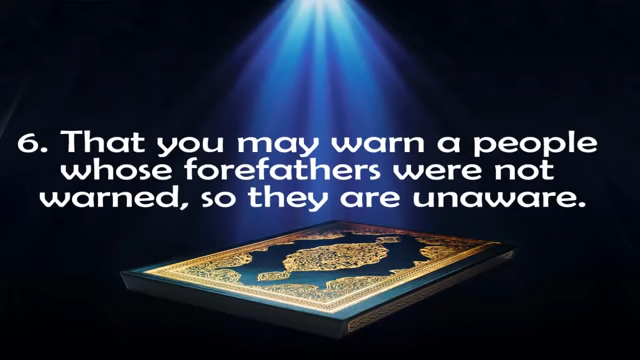 6. That you may warn a people
whose forefathers were not
warned, so they are unaware.